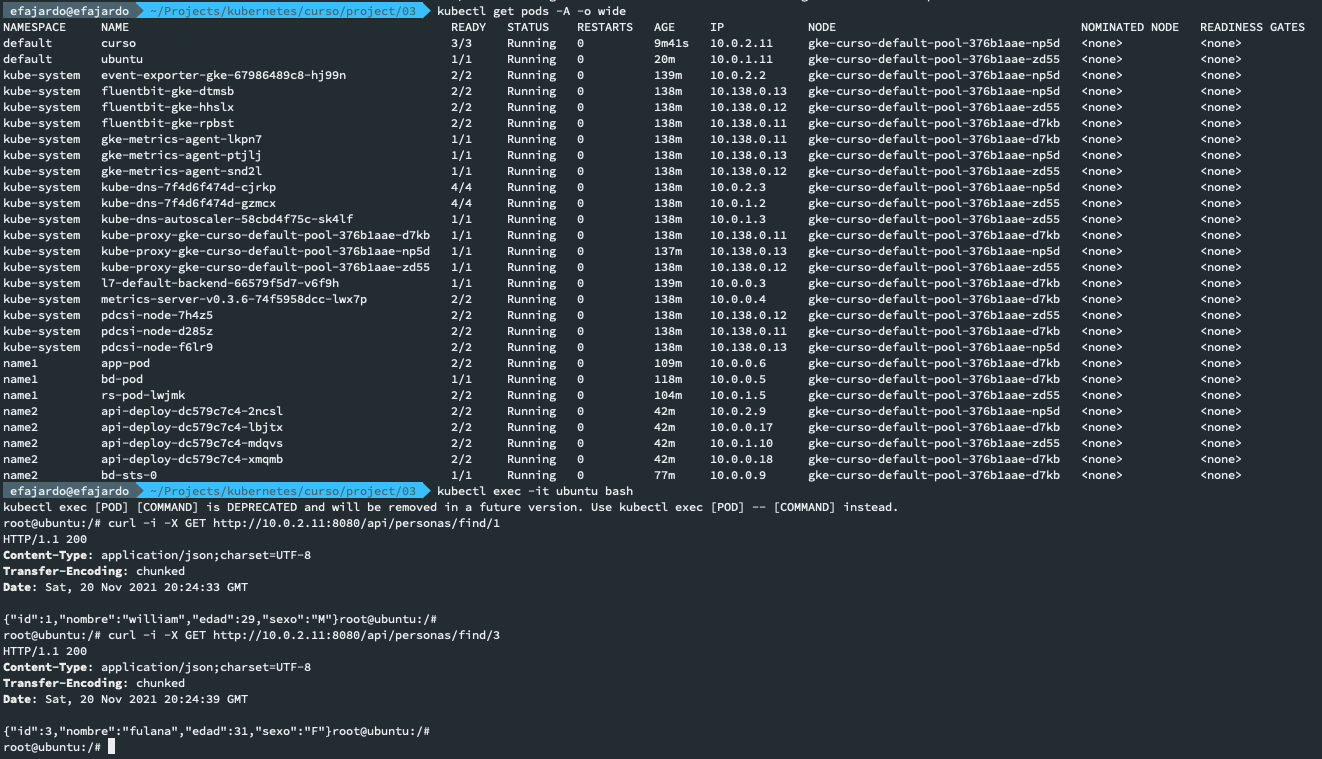 efajardo@efajardo ~/Projects/kubernetes/curso/project/03 kubectl get pods -A -o wide
NAMESPACE NAME READY STATUS RESTARTS AGE IP NODE NOMINATED NODE READINESS GATES
default curso 3/3 Running 0 9m41s 10.0.2.11 gke-curso-default-pool-376b1aae-np5d <none> <none>
default ubuntu 1/1 Running 0 20m 10.0.1.11 gke-curso-default-pool-376b1aae-zd55 <none> <none>
kube-system event-exporter-gke-67986489c8-hj99n 2/2 Running 0 139m 10.0.2.2 gke-curso-default-pool-376b1aae-np5d <none> <none>
kube-system fluentbit-gke-dtmsb 2/2 Running 0 138m 10.138.0.13 gke-curso-default-pool-376b1aae-np5d <none> <none>
kube-system fluentbit-gke-hhslx 2/2 Running 0 138m 10.138.0.12 gke-curso-default-pool-376b1aae-zd55 <none> <none>
kube-system fluentbit-gke-rpbst 2/2 Running 0 138m 10.138.0.11 gke-curso-default-pool-376b1aae-d7kb <none> <none>
kube-system gke-metrics-agent-lkpn7 1/1 Running 0 138m 10.138.0.11 gke-curso-default-pool-376b1aae-d7kb <none> <none>
kube-system gke-metrics-agent-ptjlj 1/1 Running 0 138m 10.138.0.13 gke-curso-default-pool-376b1aae-np5d <none> <none>
kube-system gke-metrics-agent-snd2l 1/1 Running 0 138m 10.138.0.12 gke-curso-default-pool-376b1aae-zd55 <none> <none>
kube-system kube-dns-7f4d6f474d-cjrkp 4/4 Running 0 138m 10.0.2.3 gke-curso-default-pool-376b1aae-np5d <none> <none>
kube-system kube-dns-7f4d6f474d-gzmcx 4/4 Running 0 138m 10.0.1.2 gke-curso-default-pool-376b1aae-zd55 <none> <none>
kube-system kube-dns-autoscaler-58cbd4f75c-sk4lf 1/1 Running 0 138m 10.0.1.3 gke-curso-default-pool-376b1aae-zd55 <none> <none>
kube-system kube-proxy-gke-curso-default-pool-376b1aae-d7kb 1/1 Running 0 138m 10.138.0.11 gke-curso-default-pool-376b1aae-d7kb <none> <none>
kube-system kube-proxy-gke-curso-default-pool-376b1aae-np5d 1/1 Running 0 137m 10.138.0.13 gke-curso-default-pool-376b1aae-np5d <none> <none>
kube-system kube-proxy-gke-curso-default-pool-376b1aae-zd55 1/1 Running 0 138m 10.138.0.12 gke-curso-default-pool-376b1aae-zd55 <none> <none>
kube-system l7-default-backend-66579f5d7-v6f9h 1/1 Running 0 139m 10.0.0.3 gke-curso-default-pool-376b1aae-d7kb <none> <none>
kube-system metrics-server-v0.3.6-74f5958dcc-lwx7p 2/2 Running 0 138m 10.0.0.4 gke-curso-default-pool-376b1aae-d7kb <none> <none>
kube-system pdcsi-node-7h4z5 2/2 Running 0 138m 10.138.0.12 gke-curso-default-pool-376b1aae-zd55 <none> <none>
kube-system pdcsi-node-d285z 2/2 Running 0 138m 10.138.0.11 gke-curso-default-pool-376b1aae-d7kb <none> <none>
kube-system pdcsi-node-f6lr9 2/2 Running 0 138m 10.138.0.13 gke-curso-default-pool-376b1aae-np5d <none> <none>
name1 app-pod 2/2 Running 0 109m 10.0.0.6 gke-curso-default-pool-376b1aae-d7kb <none> <none>
name1 bd-pod 1/1 Running 0 118m 10.0.0.5 gke-curso-default-pool-376b1aae-d7kb <none> <none>
name1 rs-pod-lwjmk 2/2 Running 0 104m 10.0.1.5 gke-curso-default-pool-376b1aae-zd55 <none> <none>
name2 api-deploy-dc579c7c4-2ncsl 2/2 Running 0 42m 10.0.2.9 gke-curso-default-pool-376b1aae-np5d <none> <none>
name2 api-deploy-dc579c7c4-lbjtx 2/2 Running 0 42m 10.0.0.17 gke-curso-default-pool-376b1aae-d7kb <none> <none>
name2 api-deploy-dc579c7c4-mdqvs 2/2 Running 0 42m 10.0.1.10 gke-curso-default-pool-376b1aae-zd55 <none> <none>
name2 api-deploy-dc579c7c4-xmqmb 2/2 Running 0 42m 10.0.0.18 gke-curso-default-pool-376b1aae-d7kb <none> <none>
name2 bd-sts-0 1/1 Running 0 77m 10.0.0.9 gke-curso-default-pool-376b1aae-d7kb <none> <none>
efajardo@efajardo ~/Projects/kubernetes/curso/project/03 kubectl exec -it ubuntu bash
kubectl exec [POD] [COMMAND] is DEPRECATED and will be removed in a future version. Use kubectl exec [POD] -- [COMMAND] instead.
root@ubuntu:/# curl -i -X GET http://10.0.2.11:8080/api/personas/find/1
HTTP/1.1 200
Content-Type: application/json;charset=UTF-8
Transfer-Encoding: chunked
Date: Sat, 20 Nov 2021 20:24:33 GMT
{"id":1,"nombre":"william","edad":29,"sexo":"M"}root@ubuntu:/#
root@ubuntu:/# curl -i -X GET http://10.0.2.11:8080/api/personas/find/3
HTTP/1.1 200
Content-Type: application/json;charset=UTF-8
Transfer-Encoding: chunked
Date: Sat, 20 Nov 2021 20:24:39 GMT
{"id":3,"nombre":"fulana","edad":31,"sexo":"F"}root@ubuntu:/#
root@ubuntu:/#